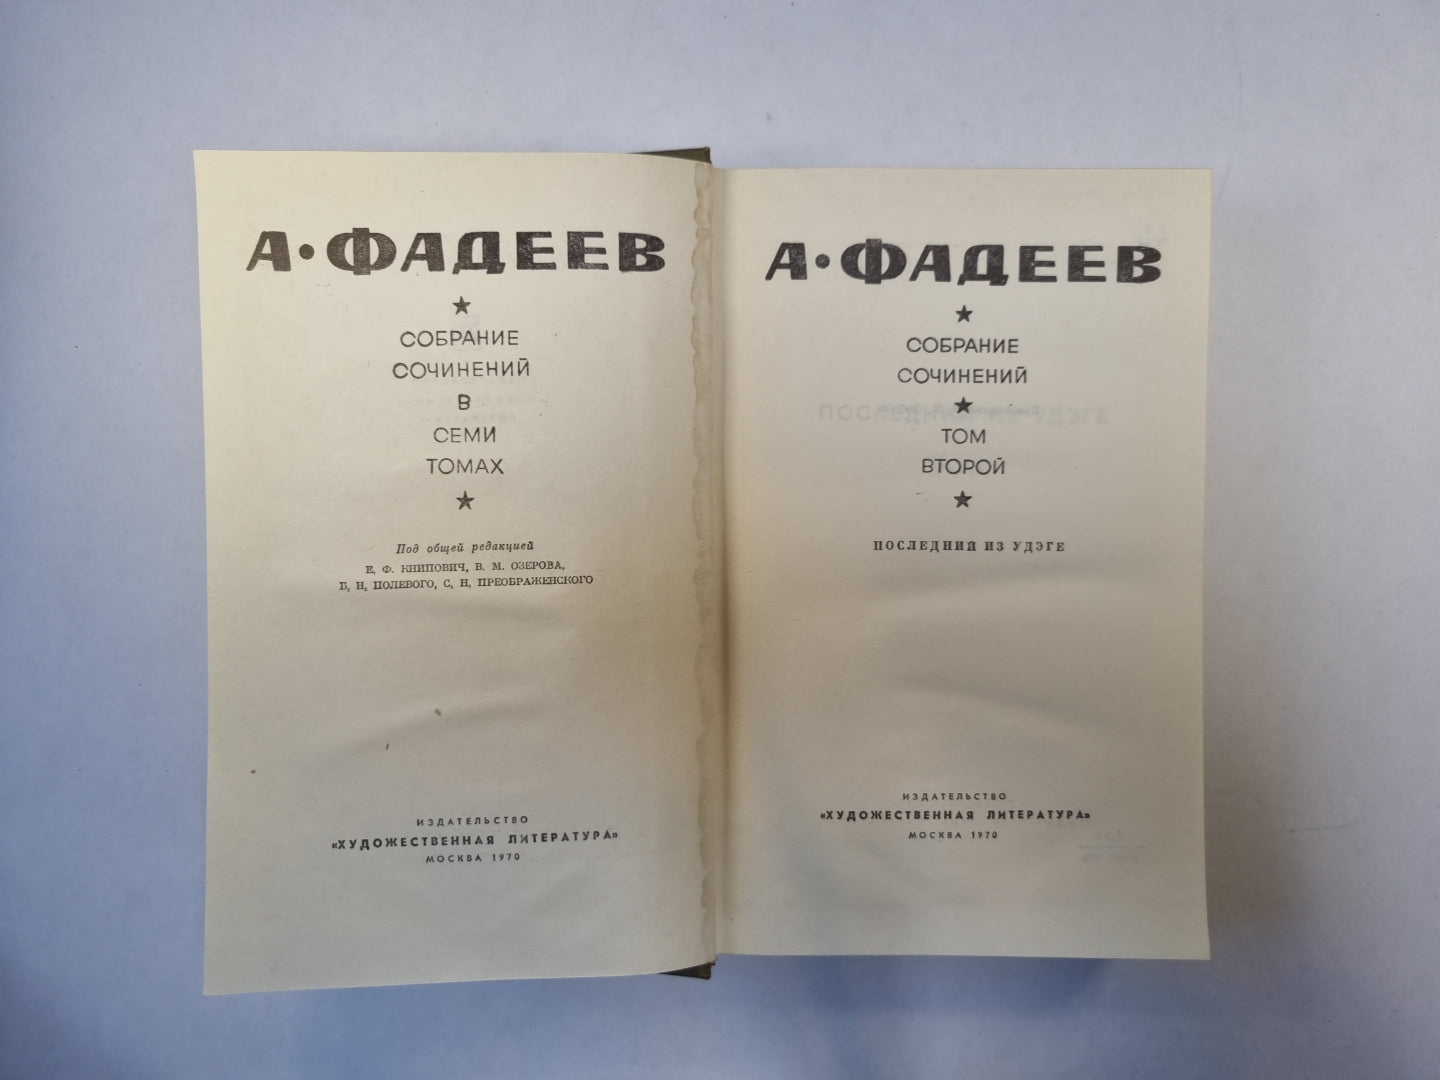 А·ФАДЕЕВ
★
СОБРАНИЕ
СОЧИНЕНИЙ
В
СЕМИ
ТОМАХ
★
Под общей редакцией
Е. Ф. КНИПОВИЧ, В. М. ОЗЕРОВА,
Б. Н. ПОЛЕВОГО, С. Н. ПРЕОБРАЖЕНСКОГО
ИЗДАТЕЛЬСТВО
«ХУДОЖЕСТВЕННАЯ ЛИТЕРАТУРА»
МОСКВА 1970
А·ФАДЕЕВ
★
СОБРАНИЕ
СОЧИНЕНИЙ
★
ТОМ
ВТОРОЙ
★
ПОСЛЕДНИЙ ИЗ УДЭГЕ
ИЗДАТЕЛЬСТВО
«ХУДОЖЕСТВЕННАЯ ЛИТЕРАТУРА»
МОСКВА 1970